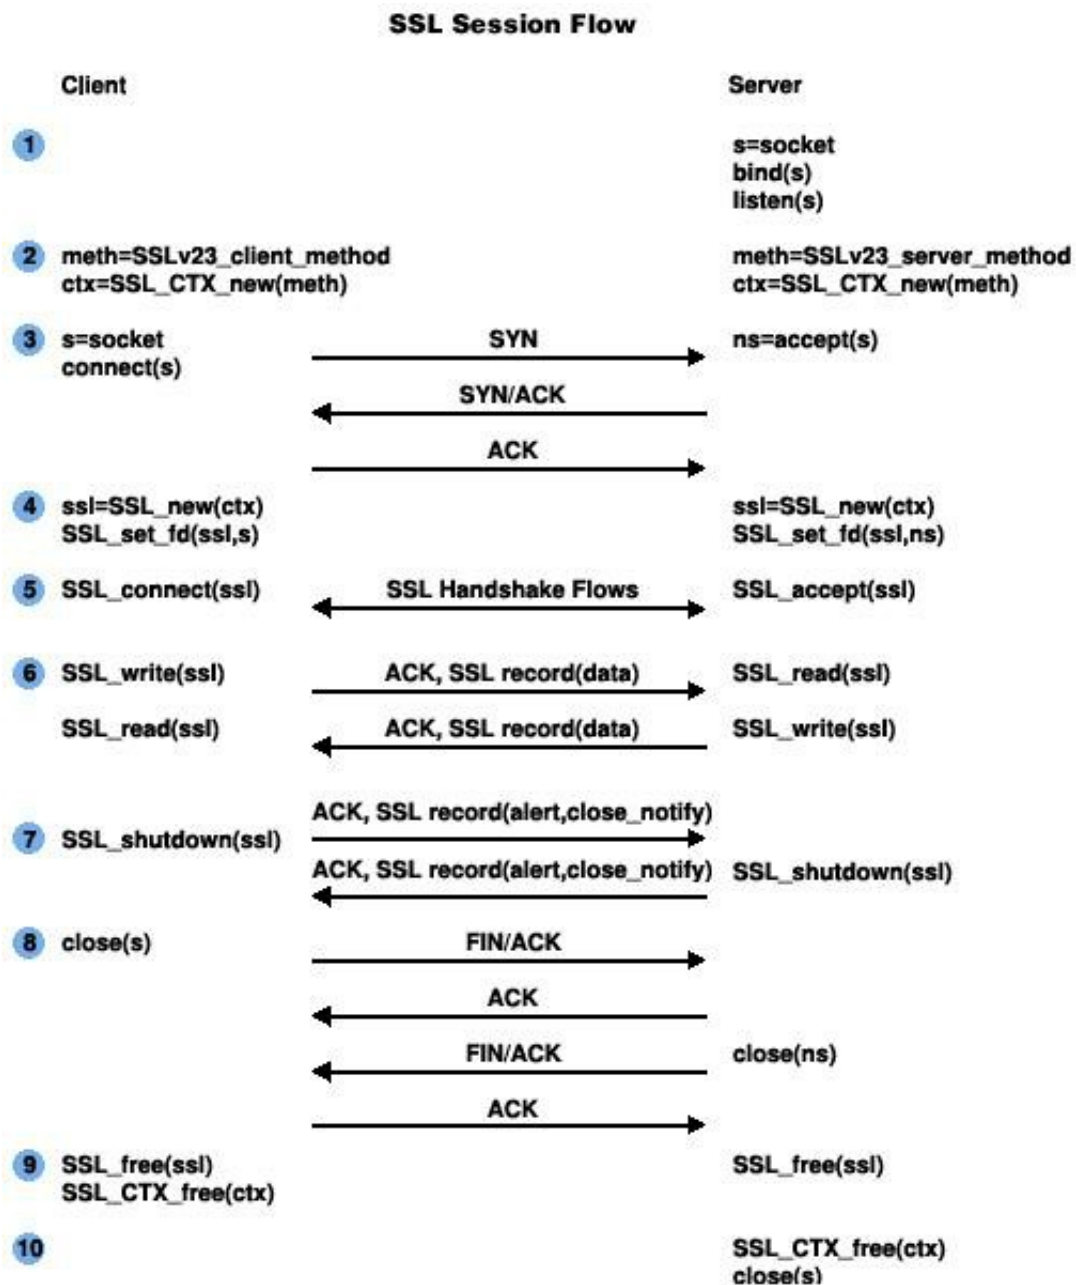 SSL Session Flow
Client Server
1 s=socket
bind(s)
listen(s)
2 meth=SSLv23_client_method meth=SSLv23_server_method
ctx=SSL_CTX_new(meth) ctx=SSL_CTX_new(meth)
3 s=socket SYN ns=accept(s)
connect(s)
SYN/ACK
ACK
4 ssl=SSL_new(ctx) ssl=SSL_new(ctx)
SSL_set_fd(ssl,s) SSL_set_fd(ssl,ns)
5 SSL_connect(ssl) SSL Handshake Flows SSL_accept(ssl)
6 SSL_write(ssl) ACK, SSL record(data) SSL_read(ssl)
SSL_read(ssl) ACK, SSL record(data) SSL_write(ssl)
ACK, SSL record(alert,close_notify)
7 SSL_shutdown(ssl)
ACK, SSL record(alert,close_notify) SSL_shutdown(ssl)
8 close(s) FIN/ACK
ACK
FIN/ACK close(ns)
ACK
9 SSL_free(ssl) SSL_free(ssl)
SSL_CTX_free(ctx)
10 SSL_CTX_free(ctx)
close(s)